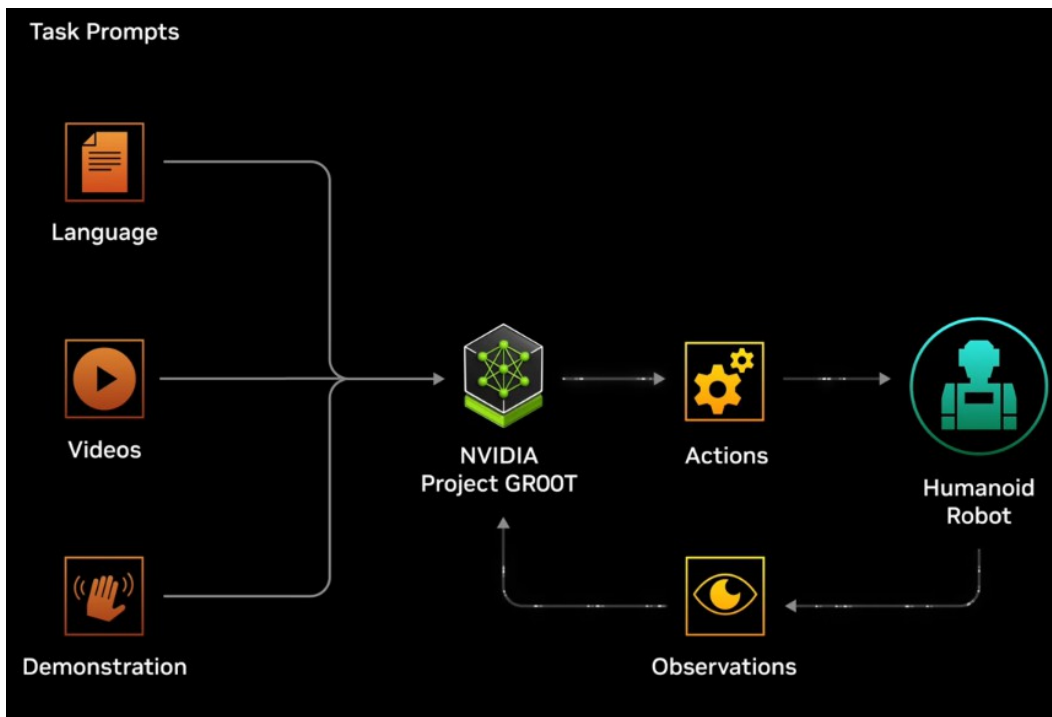 Task Prompts
Language
Videos
Demonstration
NVIDIA
Project GR00T
Actions
Humanoid
Robot
Observations